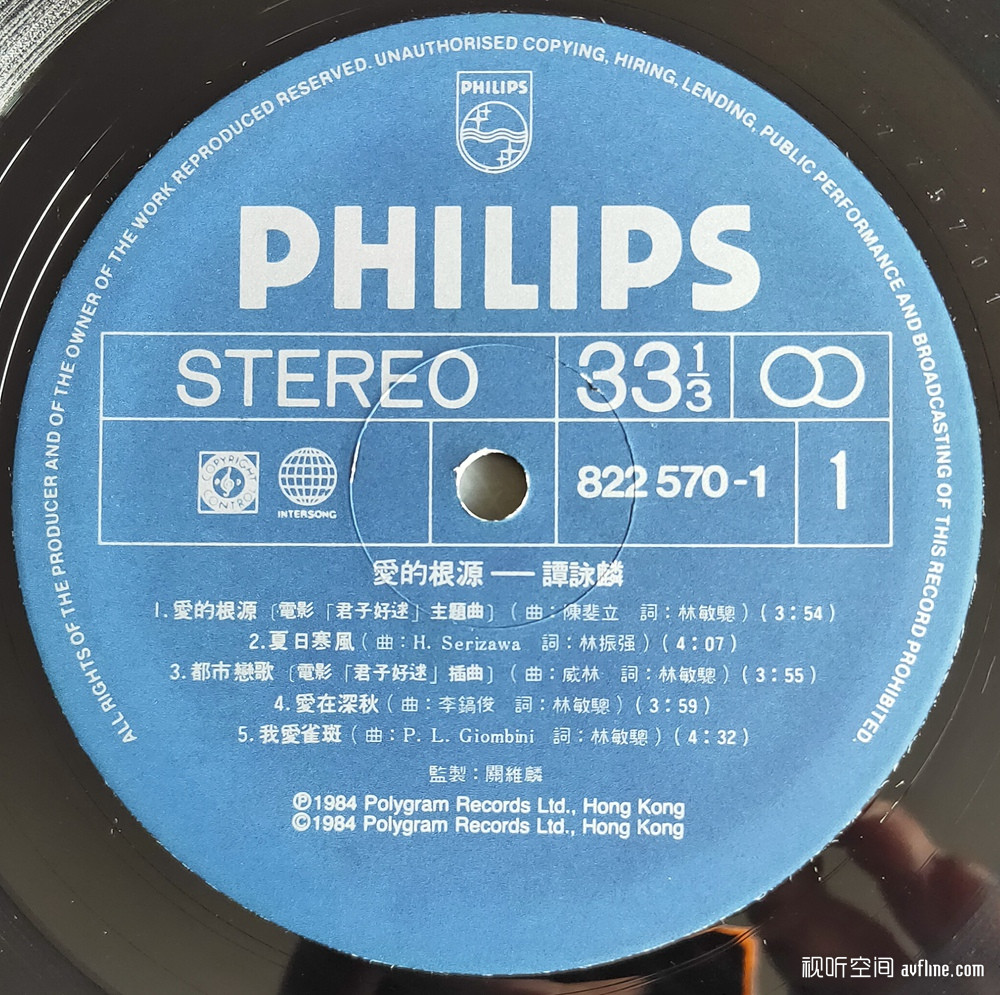 ALL RIGHTS OF THE PRODUCER AND OF THE OWNER OF THE WORK REPRODUCED RESERVED. UNAUTHORISED COPYING, HIRING, LENDING, PUBLIC PERFORMANCE AND BROADCASTING OF THIS RECORD PROHIBITED.
PHILIPS
PHILIPS
STEREO 33 1/3
COPYRIGHT CONTROL
INTERSONG
822 570-1 1
愛的根源 — 譚詠麟
1. 愛的根源〔電影「君子好逑」主題曲〕(曲:陳斐立 詞:林敏驄)(3:54)
2. 夏日寒風(曲:H. Serizawa 詞:林振强)(4:07)
3. 都市戀歌〔電影「君子好逑」插曲〕(曲:威林 詞:林敏驄)(3:55)
4. 愛在深秋(曲:李鎬俊 詞:林敏驄)(3:59)
5. 我愛雀斑(曲:P. L. Giombini 詞:林敏驄)(4:32)
監製:關維麟
Ⓟ1984 Polygram Records Ltd., Hong Kong
©1984 Polygram Records Ltd., Hong Kong
视听空间 avfline.com